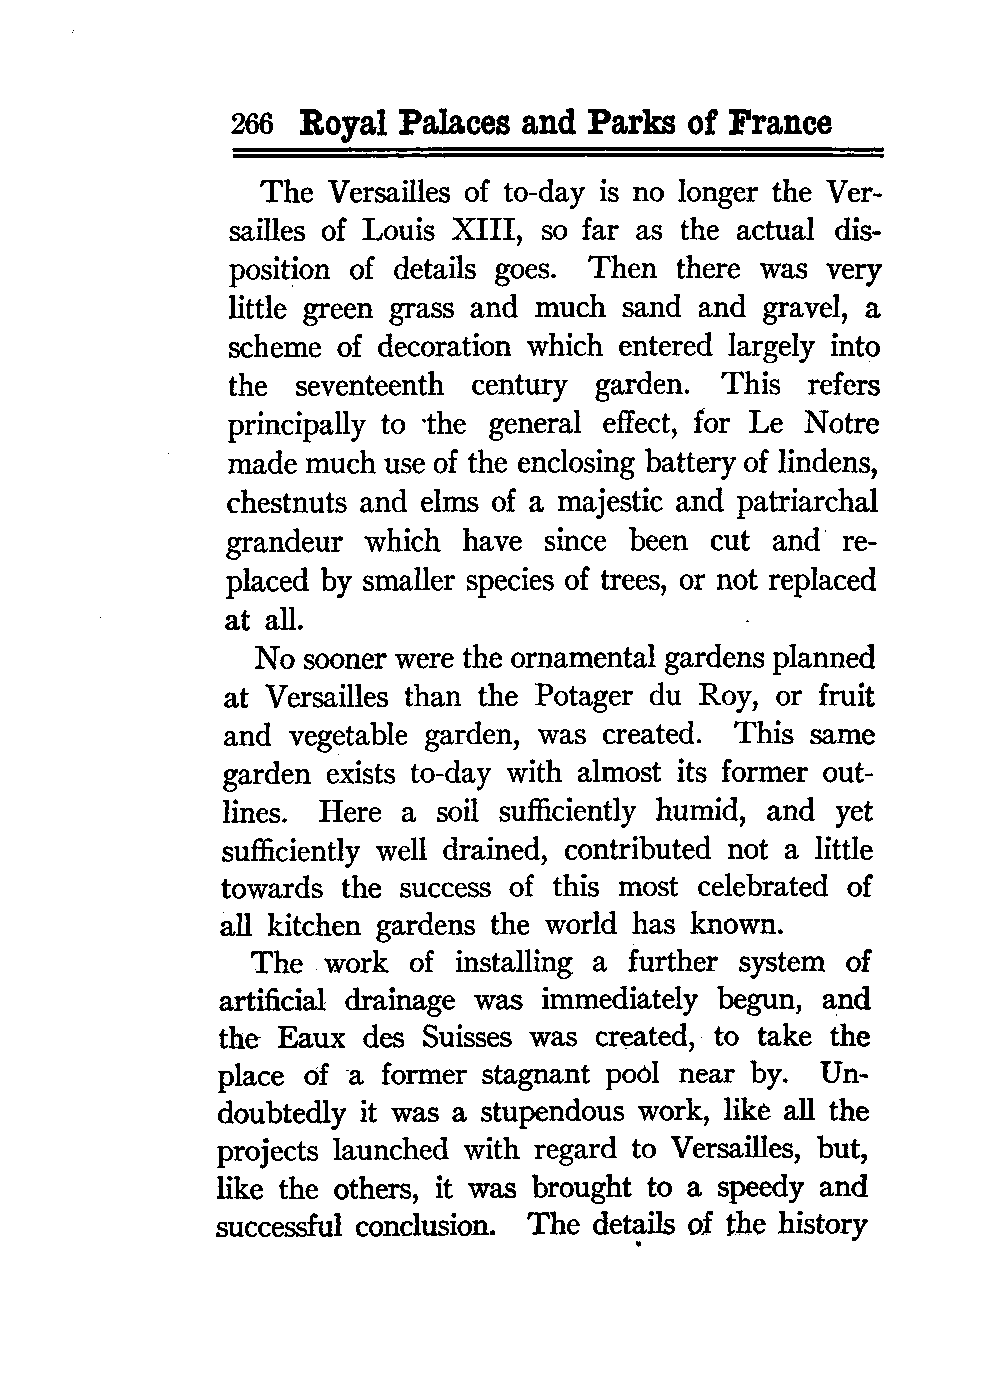 266 Royal Palaces and Parks of France
The Versailles of to-day is no longer the Ver-
sailles of Louis XIII, so far as the actual dis-
position of details goes. Then there was very
little green grass and much sand and gravel, a
scheme of decoration which entered largely into
the seventeenth century garden. This refers
principally to the general effect, for Le Notre
made much use of the enclosing battery of lindens,
chestnuts and elms of a majestic and patriarchal
grandeur which have since been cut and re-
placed by smaller species of trees, or not replaced
at all.
No sooner were the ornamental gardens planned
at Versailles than the Potager du Roy, or fruit
and vegetable garden, was created. This same
garden exists to-day with almost its former out-
lines. Here a soil sufficiently humid, and yet
sufficiently well drained, contributed not a little
towards the success of this most celebrated of
all kitchen gardens the world has known.
The work of installing a further system of
artificial drainage was immediately begun, and
the Eaux des Suisses was created, to take the
place of a former stagnant pool near by. Un-
doubtedly it was a stupendous work, like all the
projects launched with regard to Versailles, but,
like the others, it was brought to a speedy and
successful conclusion. The details of the history